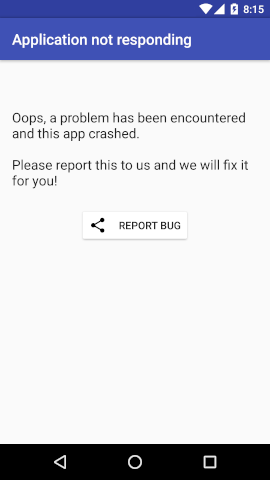 8:15
Application not responding
Oops, a problem has been encountered
and this app crashed.
Please report this to us and we will fix it
for you!
REPORT BUG